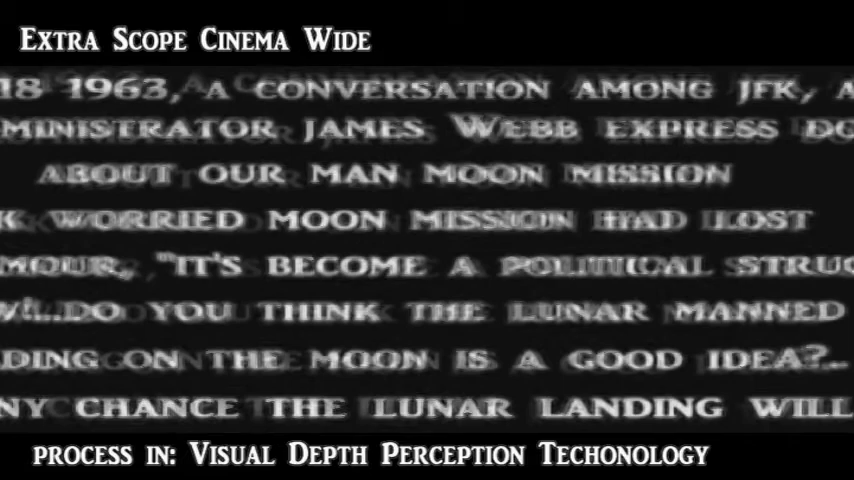 Extra Scope Cinema Wide
18 1963, a conversation among JFK, a
ministrator James Webb express do
about our man moon mission
k worried moon mission had lost
mour, "it's become a political strug
do you think the lunar manned
ding on the moon is a good idea?..
ny chance the lunar landing will
process in: Visual Depth Perception Techonology